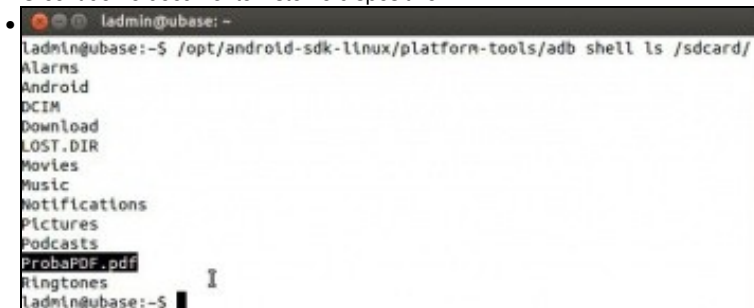 ladmin@ubase: ~
ladmin@ubase:~$ /opt/android-sdk-linux/platform-tools/adb shell ls /sdcard/
Alarms
Android
DCIM
Download
LOST.DIR
Movies
Music
Notifications
Pictures
Podcasts
ProbaPDF.pdf
Ringtones
ladmin@ubase:~$